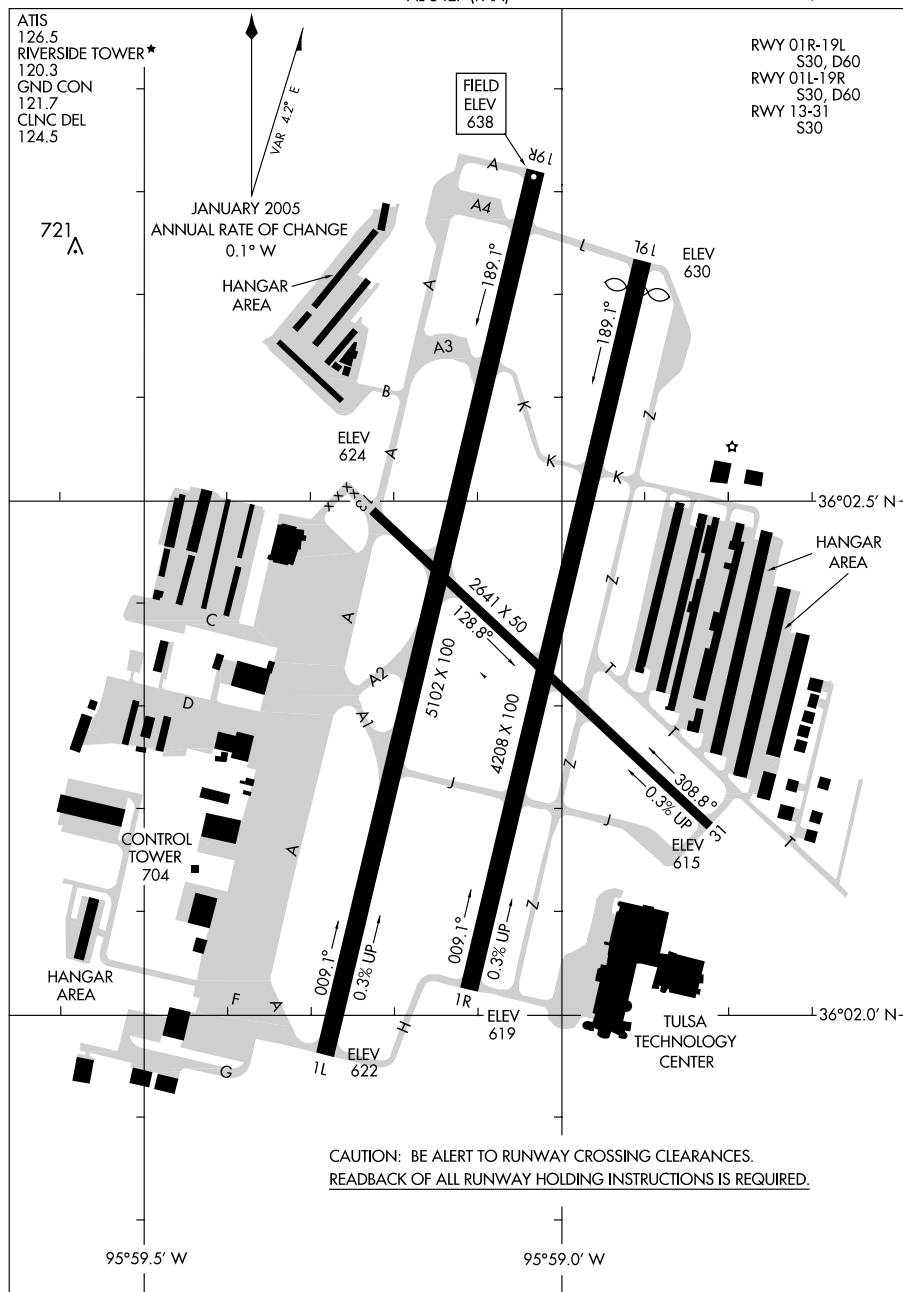 ATIS
126.5
RIVERSIDE TOWER
120.3
GND CON
121.7
CLNC DEL
124.5
VAR 4.2° E
JANUARY 2005
ANNUAL RATE OF CHANGE
0.1° W
721
FIELD
ELEV
638
RWY 01R-19L
S30, D60
RWY 01L-19R
S30, D60
RWY 13-31
S30
19R
A
A4
L
19L
ELEV
630
HANGAR
AREA
A
189.1°
189.1°
A3
B
K
Z
K
K
A
ELEV
624
X X X X
13
36°02.5' N
HANGAR
AREA
2641 X 50
128.8°
Z
C
A
A2
5102 X 100
T
D
A1
4208 X 100
T
Z
J
308.8°
0.3% UP
J
31
T
ELEV
615
A
CONTROL
TOWER
704
Z
009.1°
0.3% UP
009.1°
0.3% UP
HANGAR
AREA
F
A
H
1R
ELEV
619
36°02.0' N
TULSA
TECHNOLOGY
CENTER
1L
ELEV
622
G
CAUTION: BE ALERT TO RUNWAY CROSSING CLEARANCES.
READBACK OF ALL RUNWAY HOLDING INSTRUCTIONS IS REQUIRED.
95°59.5' W
95°59.0' W